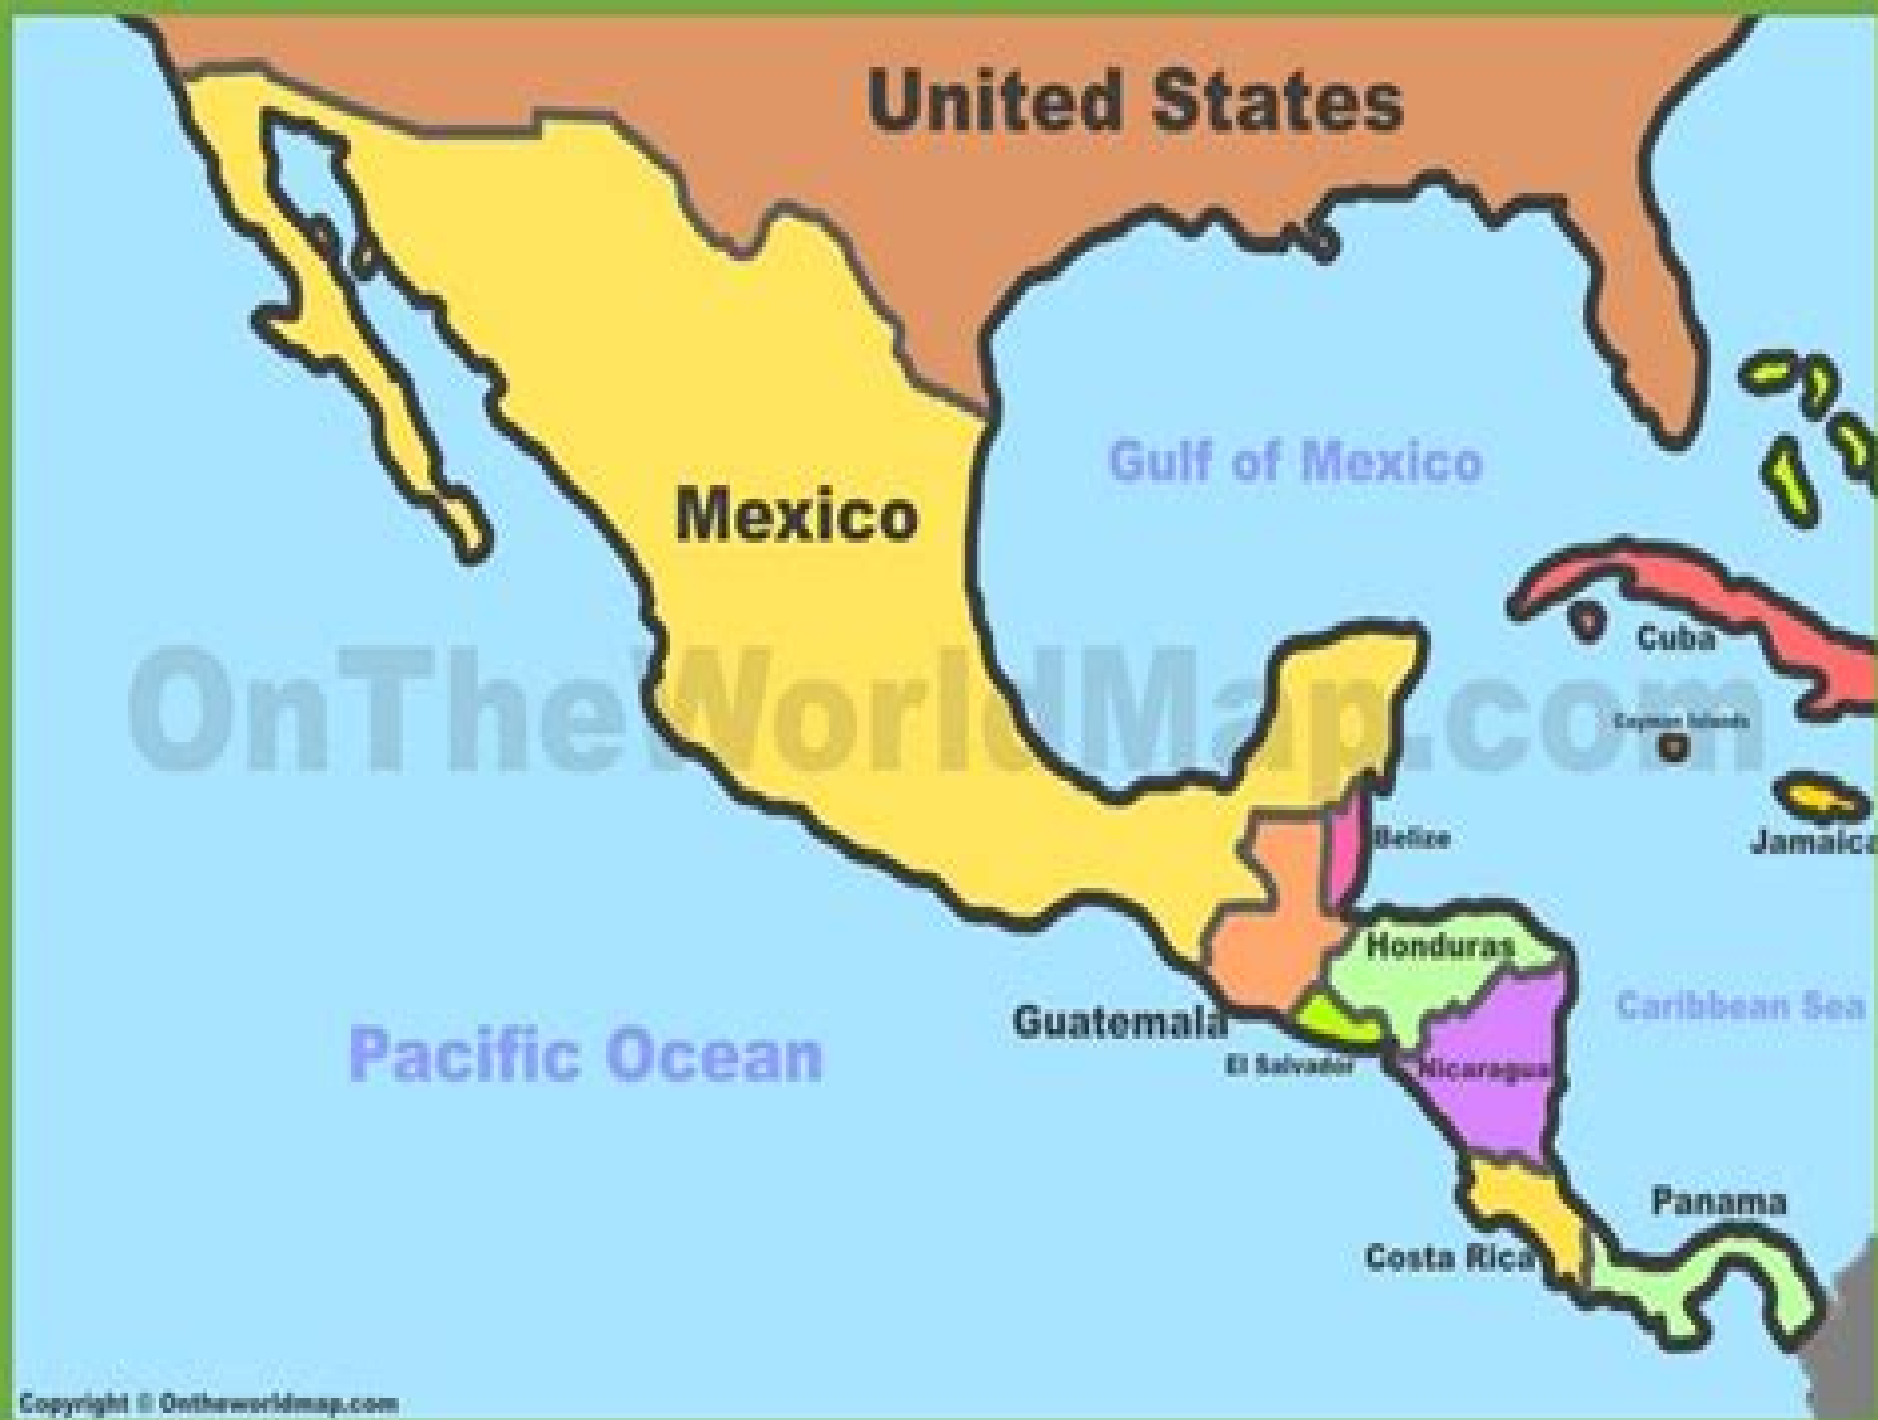 United States
Gulf of Mexico
Mexico
Cuba
OnTheWorldMap.com
Cayman Islands
Jamaica
Belize
Honduras
Caribbean Sea
Guatemala
Pacific Ocean
El Salvador
Nicaragua
Panama
Costa Rica
Copyright © Ontheworldmap.com